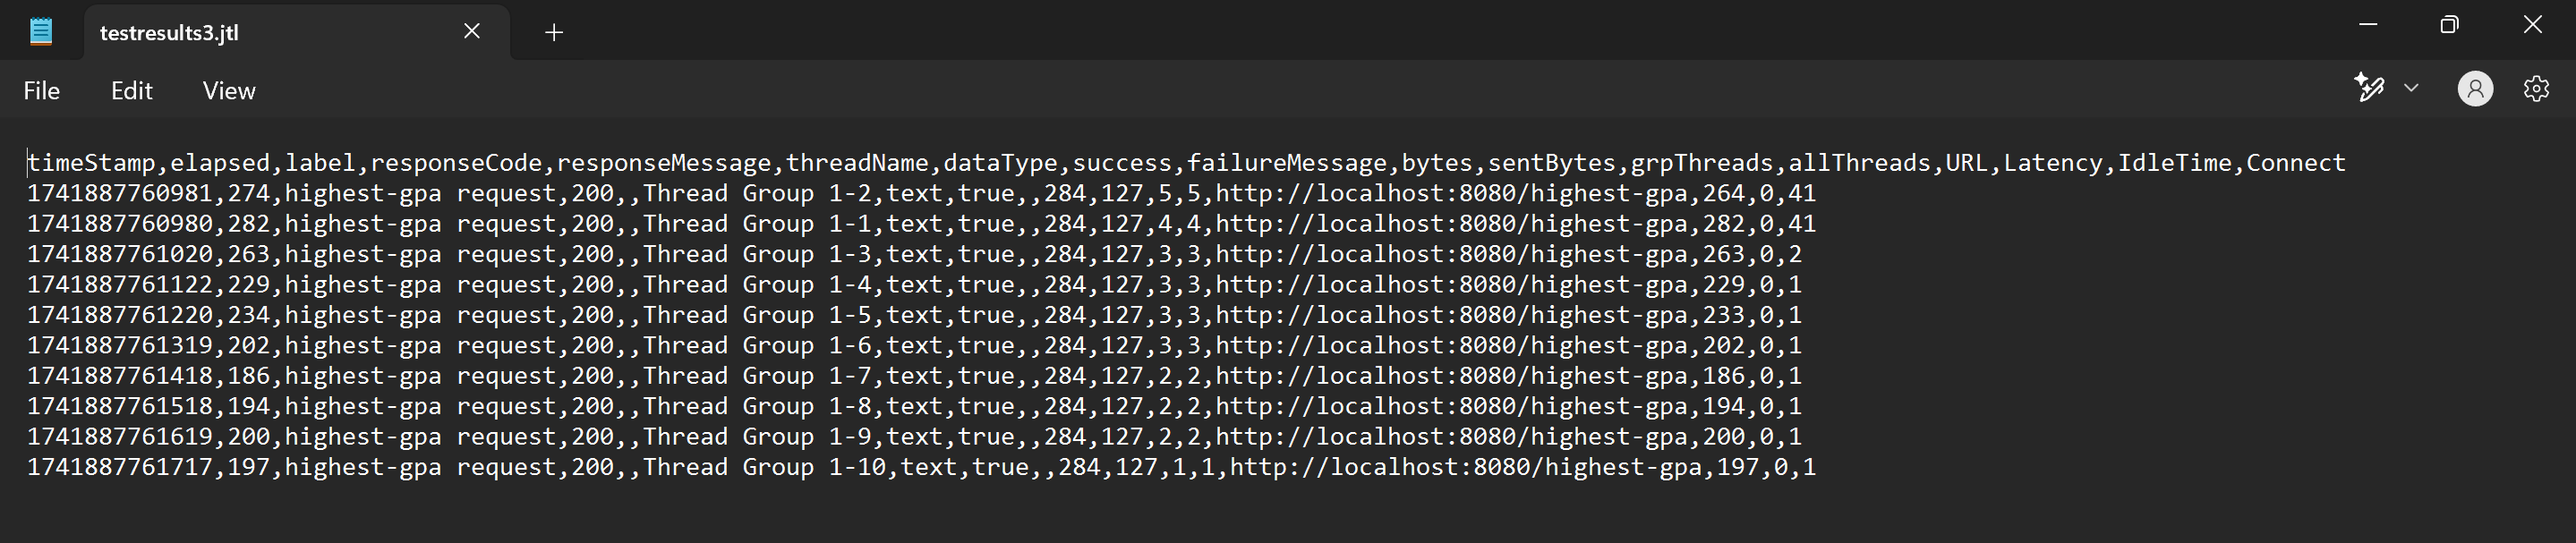 testresults3.jtl
File Edit View
timeStamp,elapsed,label,responseCode,responseMessage,threadName,dataType,success,failureMessage,bytes,sentBytes,grpThreads,allThreads,URL,Latency,IdleTime,Connect
1741887760981,274,highest-gpa request,200,,Thread Group 1-2,text,true,,284,127,5,5,http://localhost:8080/highest-gpa,264,0,41
1741887760980,282,highest-gpa request,200,,Thread Group 1-1,text,true,,284,127,4,4,http://localhost:8080/highest-gpa,282,0,41
1741887761020,263,highest-gpa request,200,,Thread Group 1-3,text,true,,284,127,3,3,http://localhost:8080/highest-gpa,263,0,2
1741887761122,229,highest-gpa request,200,,Thread Group 1-4,text,true,,284,127,3,3,http://localhost:8080/highest-gpa,229,0,1
1741887761220,234,highest-gpa request,200,,Thread Group 1-5,text,true,,284,127,3,3,http://localhost:8080/highest-gpa,233,0,1
1741887761319,202,highest-gpa request,200,,Thread Group 1-6,text,true,,284,127,3,3,http://localhost:8080/highest-gpa,202,0,1
1741887761418,186,highest-gpa request,200,,Thread Group 1-7,text,true,,284,127,2,2,http://localhost:8080/highest-gpa,186,0,1
1741887761518,194,highest-gpa request,200,,Thread Group 1-8,text,true,,284,127,2,2,http://localhost:8080/highest-gpa,194,0,1
1741887761619,200,highest-gpa request,200,,Thread Group 1-9,text,true,,284,127,2,2,http://localhost:8080/highest-gpa,200,0,1
1741887761717,197,highest-gpa request,200,,Thread Group 1-10,text,true,,284,127,1,1,http://localhost:8080/highest-gpa,197,0,1